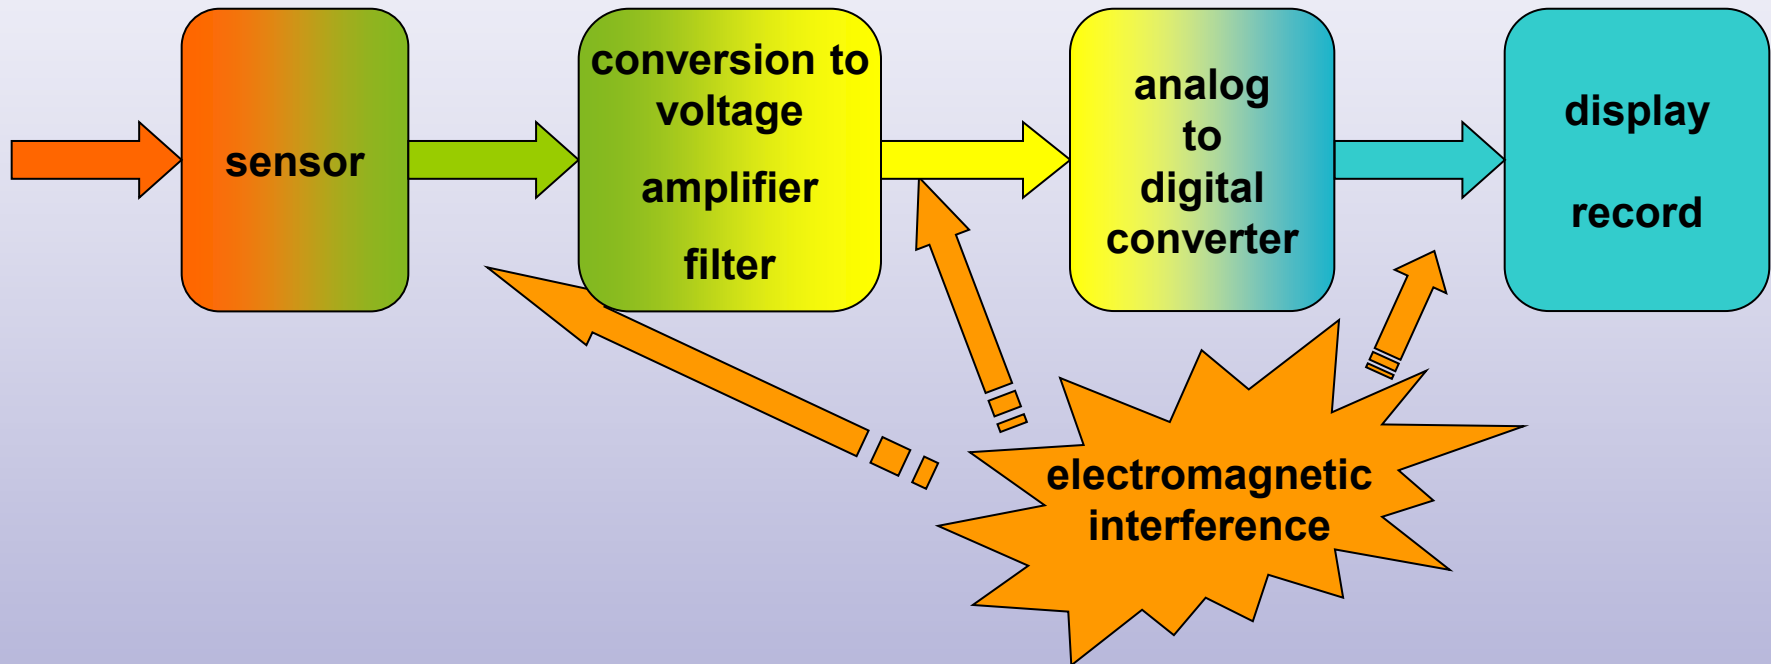 sensor
conversion to
voltage
amplifier
filter
analog
to
digital
converter
display
record
electromagnetic
interference